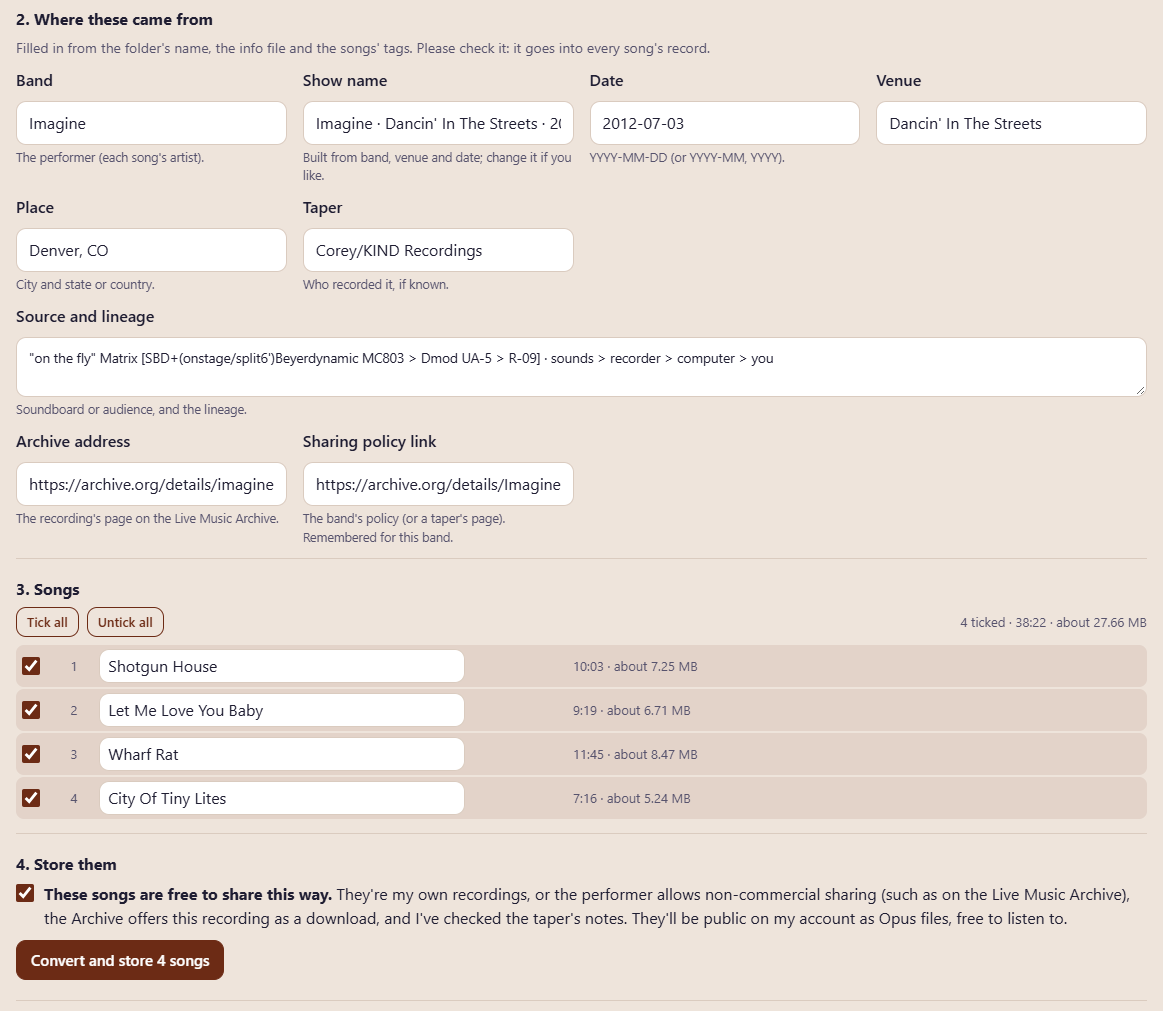 2. Where these came from
Filled in from the folder's name, the info file and the songs' tags. Please check it: it goes into every song's record.
Band
Show name
Date
Venue
Imagine
Imagine · Dancin' In The Streets · 20
2012-07-03
Dancin' In The Streets
The performer (each song's artist).
Built from band, venue and date; change it if you
like.
YYYY-MM-DD (or YYYY-MM, YYYY).
Place
Taper
Denver, CO
Corey/KIND Recordings
City and state or country.
Who recorded it, if known.
Source and lineage
"on the fly" Matrix [SBD+(onstage/split6')Beyerdynamic MC803 > Dmod UA-5 > R-09] · sounds > recorder > computer > you
Soundboard or audience, and the lineage.
Archive address
Sharing policy link
https://archive.org/details/imagine
https://archive.org/details/Imagine
The recording's page on the Live Music Archive.
The band's policy (or a taper's page).
Remembered for this band.
3. Songs
Tick all
Untick all
4 ticked · 38:22 · about 27.66 MB
1 Shotgun House 10:03 · about 7.25 MB
2 Let Me Love You Baby 9:19 · about 6.71 MB
3 Wharf Rat 11:45 · about 8.47 MB
4 City Of Tiny Lites 7:16 · about 5.24 MB
4. Store them
These songs are free to share this way. They're my own recordings, or the performer allows non-commercial sharing (such as on the Live Music Archive),
the Archive offers this recording as a download, and I've checked the taper's notes. They'll be public on my account as Opus files, free to listen to.
Convert and store 4 songs